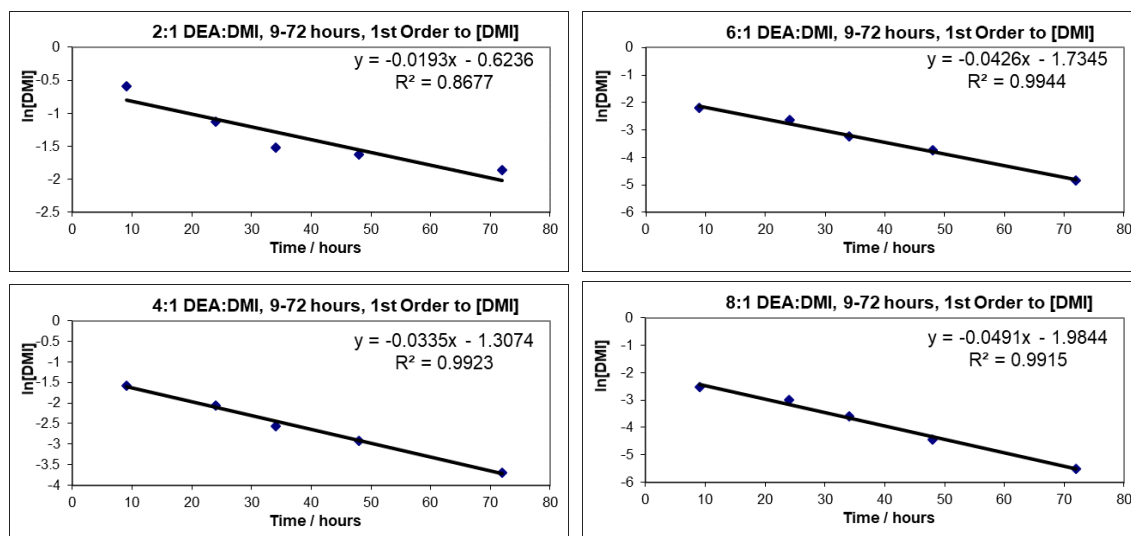 2:1 DEA:DMI, 9-72 hours, 1st Order to [DMI]
y = -0.0193x - 0.6236
R² = 0.8677
ln[DMI]
0
-0.5
-1
-1.5
-2
-2.5
0 10 20 30 40 50 60 70 80
Time / hours
6:1 DEA:DMI, 9-72 hours, 1st Order to [DMI]
y = -0.0426x - 1.7345
R² = 0.9944
ln[DMI]
0
-1
-2
-3
-4
-5
-6
0 10 20 30 40 50 60 70 80
Time / hours
4:1 DEA:DMI, 9-72 hours, 1st Order to [DMI]
y = -0.0335x - 1.3074
R² = 0.9923
ln[DMI]
0
-0.5
-1
-1.5
-2
-2.5
-3
-3.5
-4
0 10 20 30 40 50 60 70 80
Time / hours
8:1 DEA:DMI, 9-72 hours, 1st Order to [DMI]
y = -0.0491x - 1.9844
R² = 0.9915
ln[DMI]
0
-1
-2
-3
-4
-5
-6
0 10 20 30 40 50 60 70 80
Time / hours